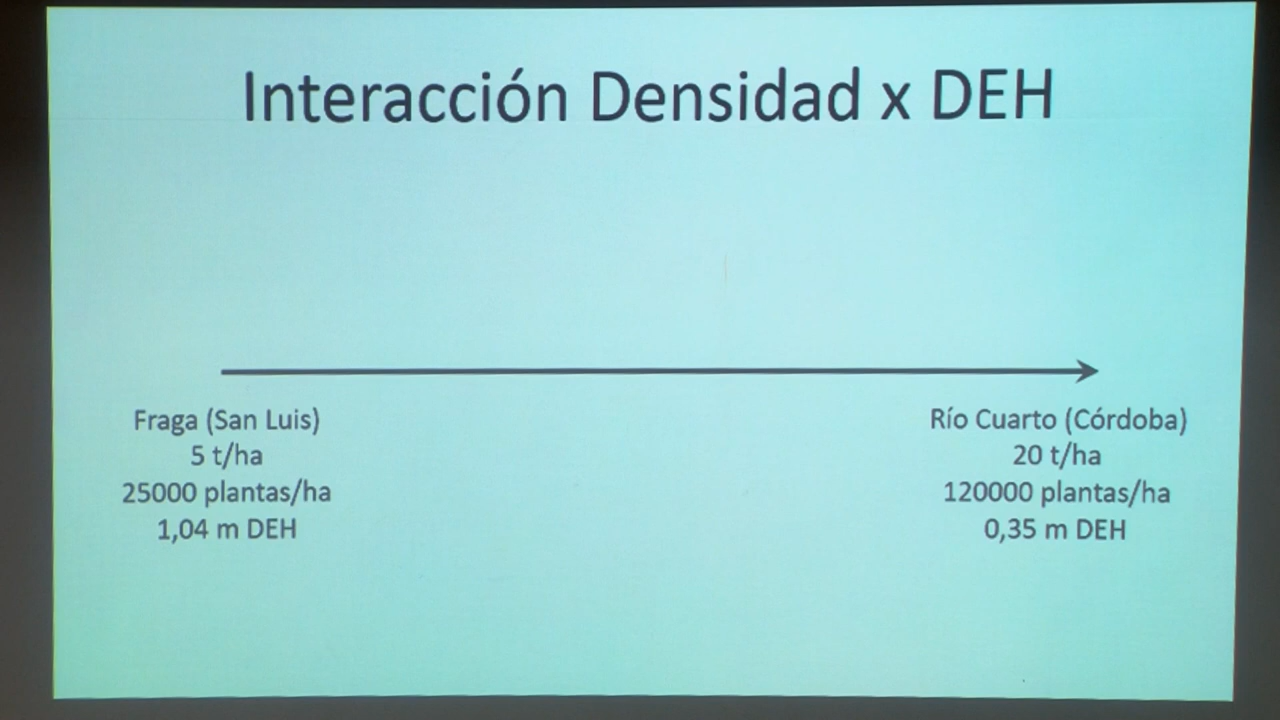 Interacción Densidad x DEH
Fraga (San Luis)
5 t/ha
25000 plantas/ha
1,04 m DEH
Río Cuarto (Córdoba)
20 t/ha
120000 plantas/ha
0,35 m DEH